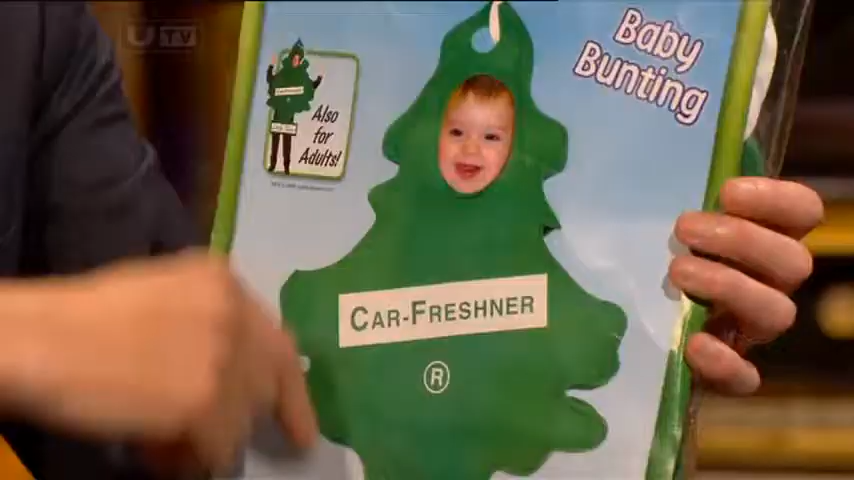 UTV
Baby
Bunting
Also
for
Adults!
CAR-FRESHNER
®